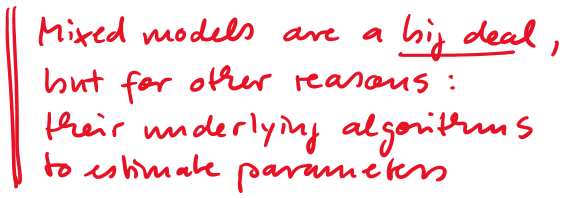 Mixed models are a big deal,
but for other reasons:
their underlying algorithms
to estimate parameters